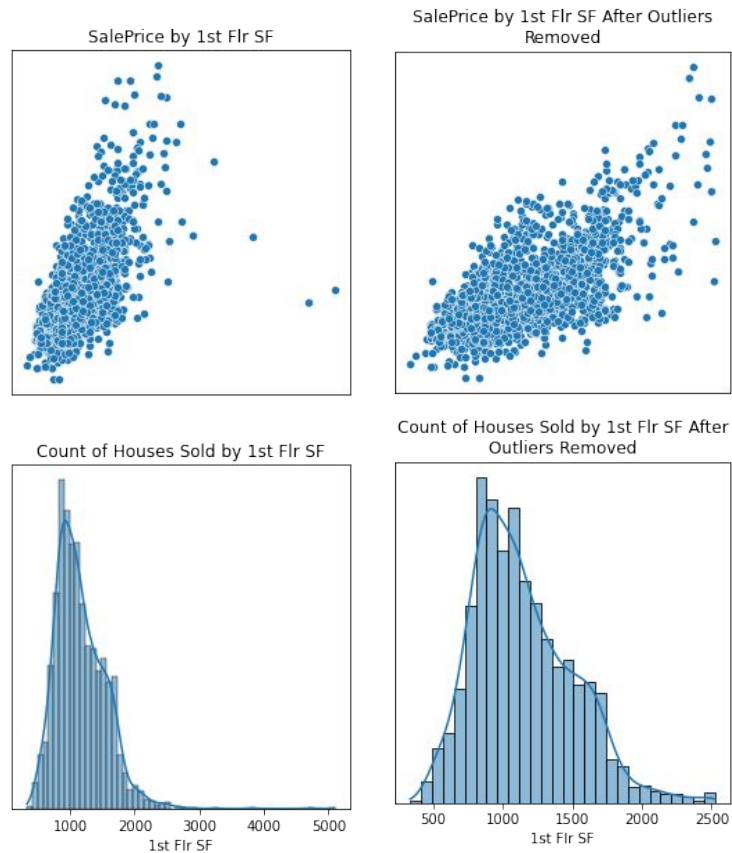 SalePrice by 1st Flr SF
SalePrice by 1st Flr SF After Outliers
Removed
Count of Houses Sold by 1st Flr SF
Count of Houses Sold by 1st Flr SF After
Outliers Removed
1000 2000 3000 4000 5000
1st Flr SF
500 1000 1500 2000 2500
1st Flr SF